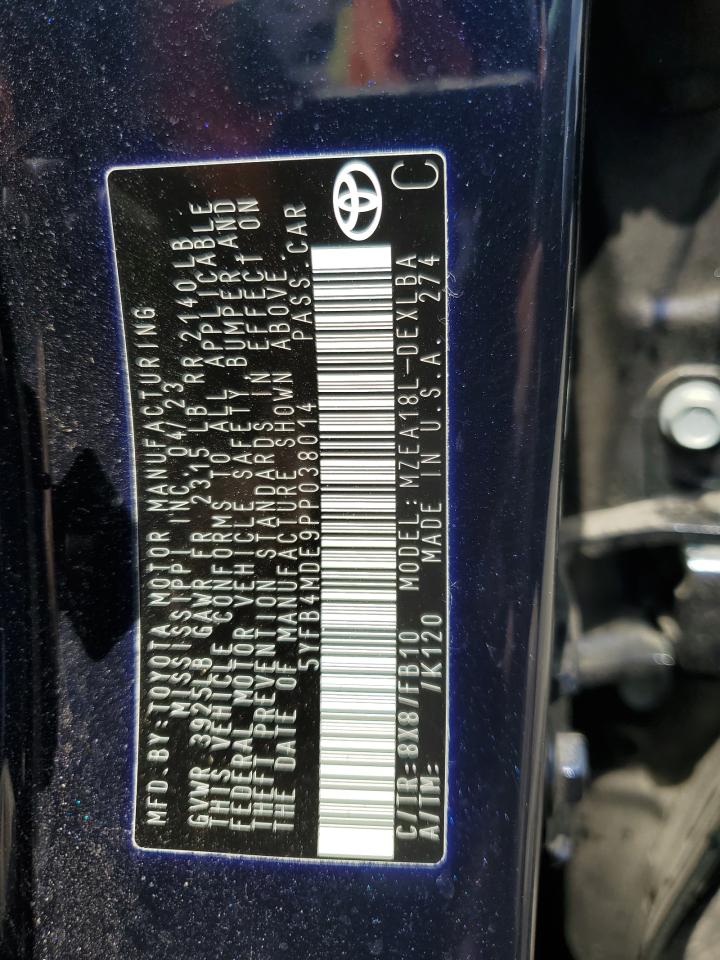 MFD.BY:TOYOTA MOTOR MANUFACTURING
MISSISSIPPI INC 04/23
GVWR 3925LB GAWR FR 2315 LB RR 2140LB
THIS VEHICLE CONFORMS TO ALL APPLICABLE
FEDERAL MOTOR VEHICLE SAFETY BUMPER AND
THEFT PREVENTION STANDARDS IN EFFECT ON
THE DATE OF MANUFACTURE SHOWN ABOVE.
5YFB4MDE9PP038014 PASS.CAR
C/TR:8X8/FB10 MODEL:MZEA18L-DEXLBA
A/TM: /K120 MADE IN U.S.A. 274
C